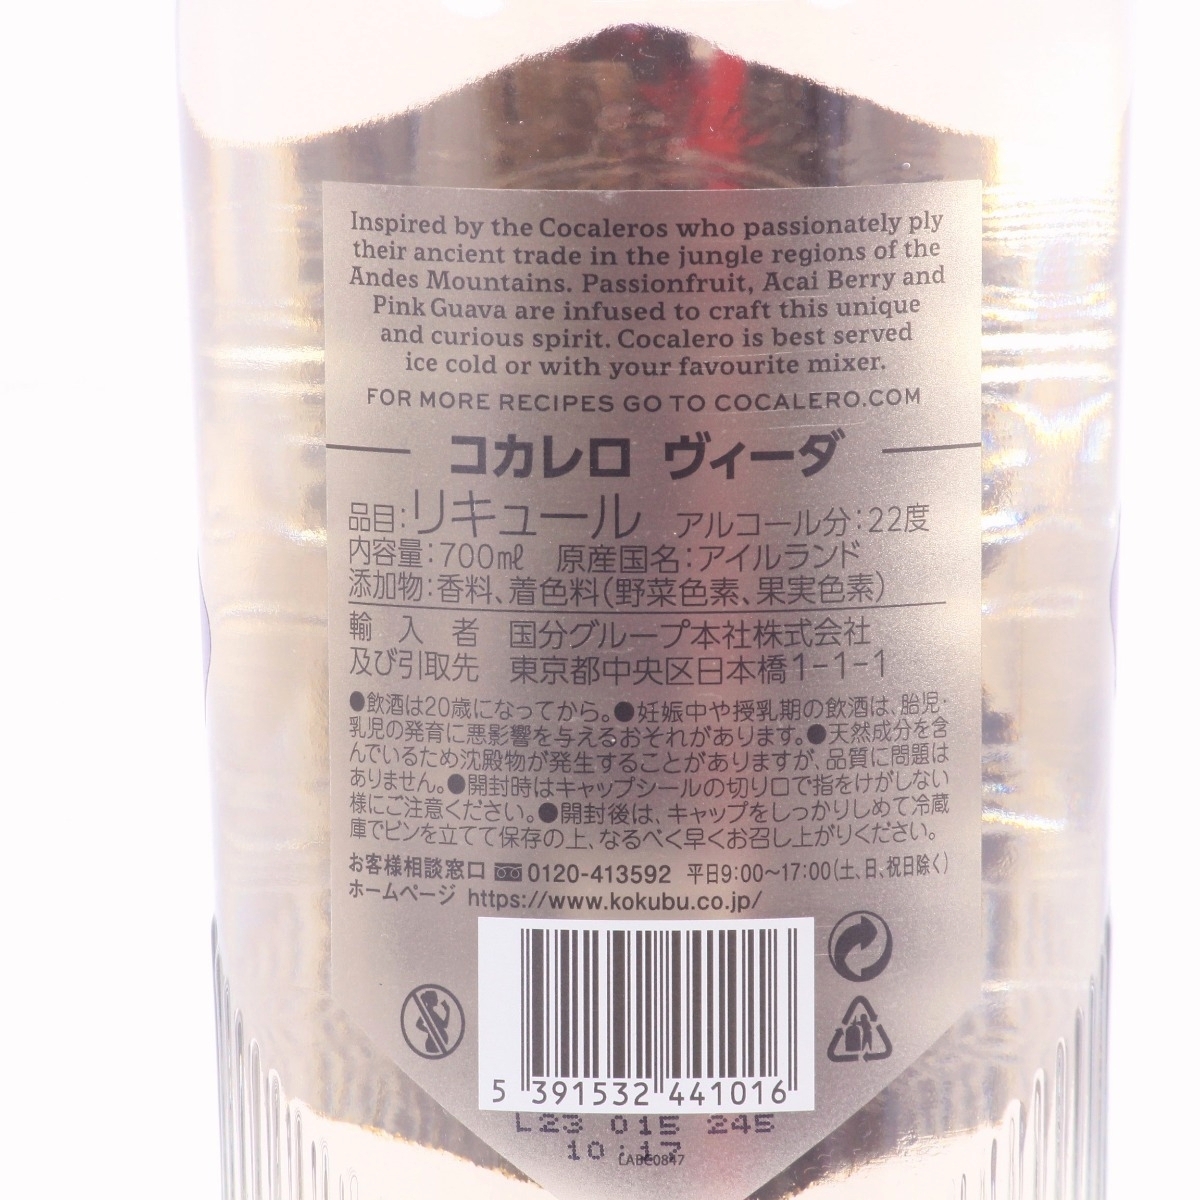 Inspired by the Cocaleros who passionately ply
their ancient trade in the jungle regions of the
Andes Mountains. Passionfruit, Acai Berry and
Pink Guava are infused to craft this unique
and curious spirit. Cocalero is best served
ice cold or with your favourite mixer.
FOR MORE RECIPES GO TO COCALERO.COM
コカレロ ヴィーダ
品目:リキュール アルコール分:22度
内容量:700㎖ 原産国名:アイルランド
添加物:香料、着色料(野菜色素、果実色素)
輸入者 国分グループ本社株式会社
及び引取先 東京都中央区日本橋1-1-1
●飲酒は20歳になってから。●妊娠中や授乳期の飲酒は、胎児・
乳児の発育に悪影響を与えるおそれがあります。●天然成分を含
んでいるため沈殿物が発生することがありますが、品質に問題は
ありません。●開封時はキャップシールの切り口で指をけがしない
様にご注意ください。●開封後は、キャップをしっかりしめて冷蔵
庫でビンを立てて保存の上、なるべく早くお召し上がりください。
お客様相談窓口 0120-413592 平日9:00～17:00(土、日、祝日除く)
ホームページ https://www.kokubu.co.jp/
5 391532 441016
L23 015 245
10:17
LABC0847